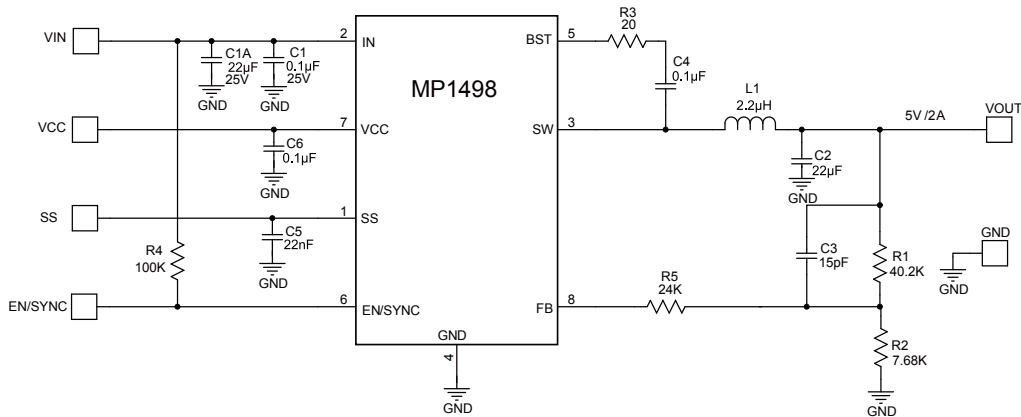 VIN
C1A
22µF
25V
GND
C1
0.1µF
25V
GND
2
IN
MP1498
BST
5
R3
20
C4
0.1µF
VCC
C6
0.1µF
GND
7
VCC
SW
3
L1
2.2µH
5V/2A
VOUT
C2
22µF
GND
SS
C5
22nF
GND
1
SS
R4
100K
C3
15pF
R1
40.2K
GND
GND
EN/SYNC
6
EN/SYNC
FB
8
R5
24K
GND
4
GND
R2
7.68K
GND